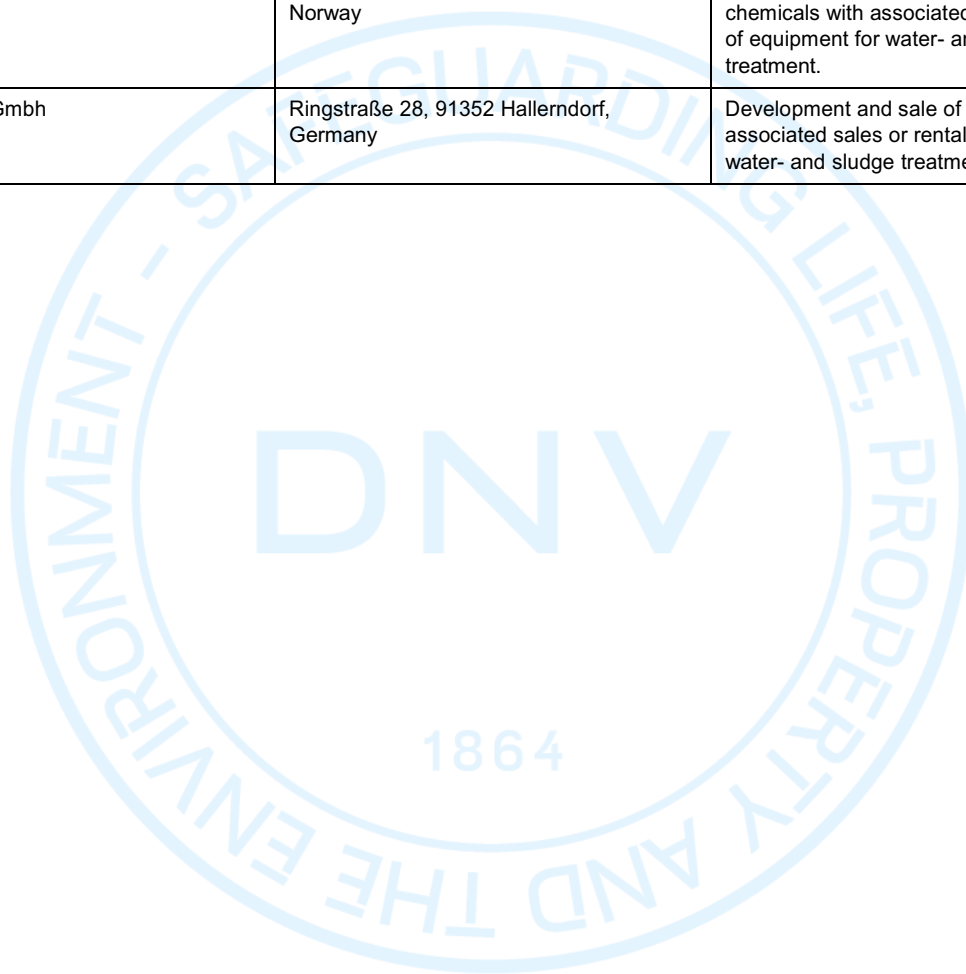 Norway
chemicals with associated
of equipment for water- an
treatment.
Gmbh
Ringstraße 28, 91352 Hallerndorf,
Germany
Development and sale of
associated sales or rental
water- and sludge treatme
SAFEGUARDING LIFE, PROPERTY AND THE ENVIRONMENT -
DNV
1864